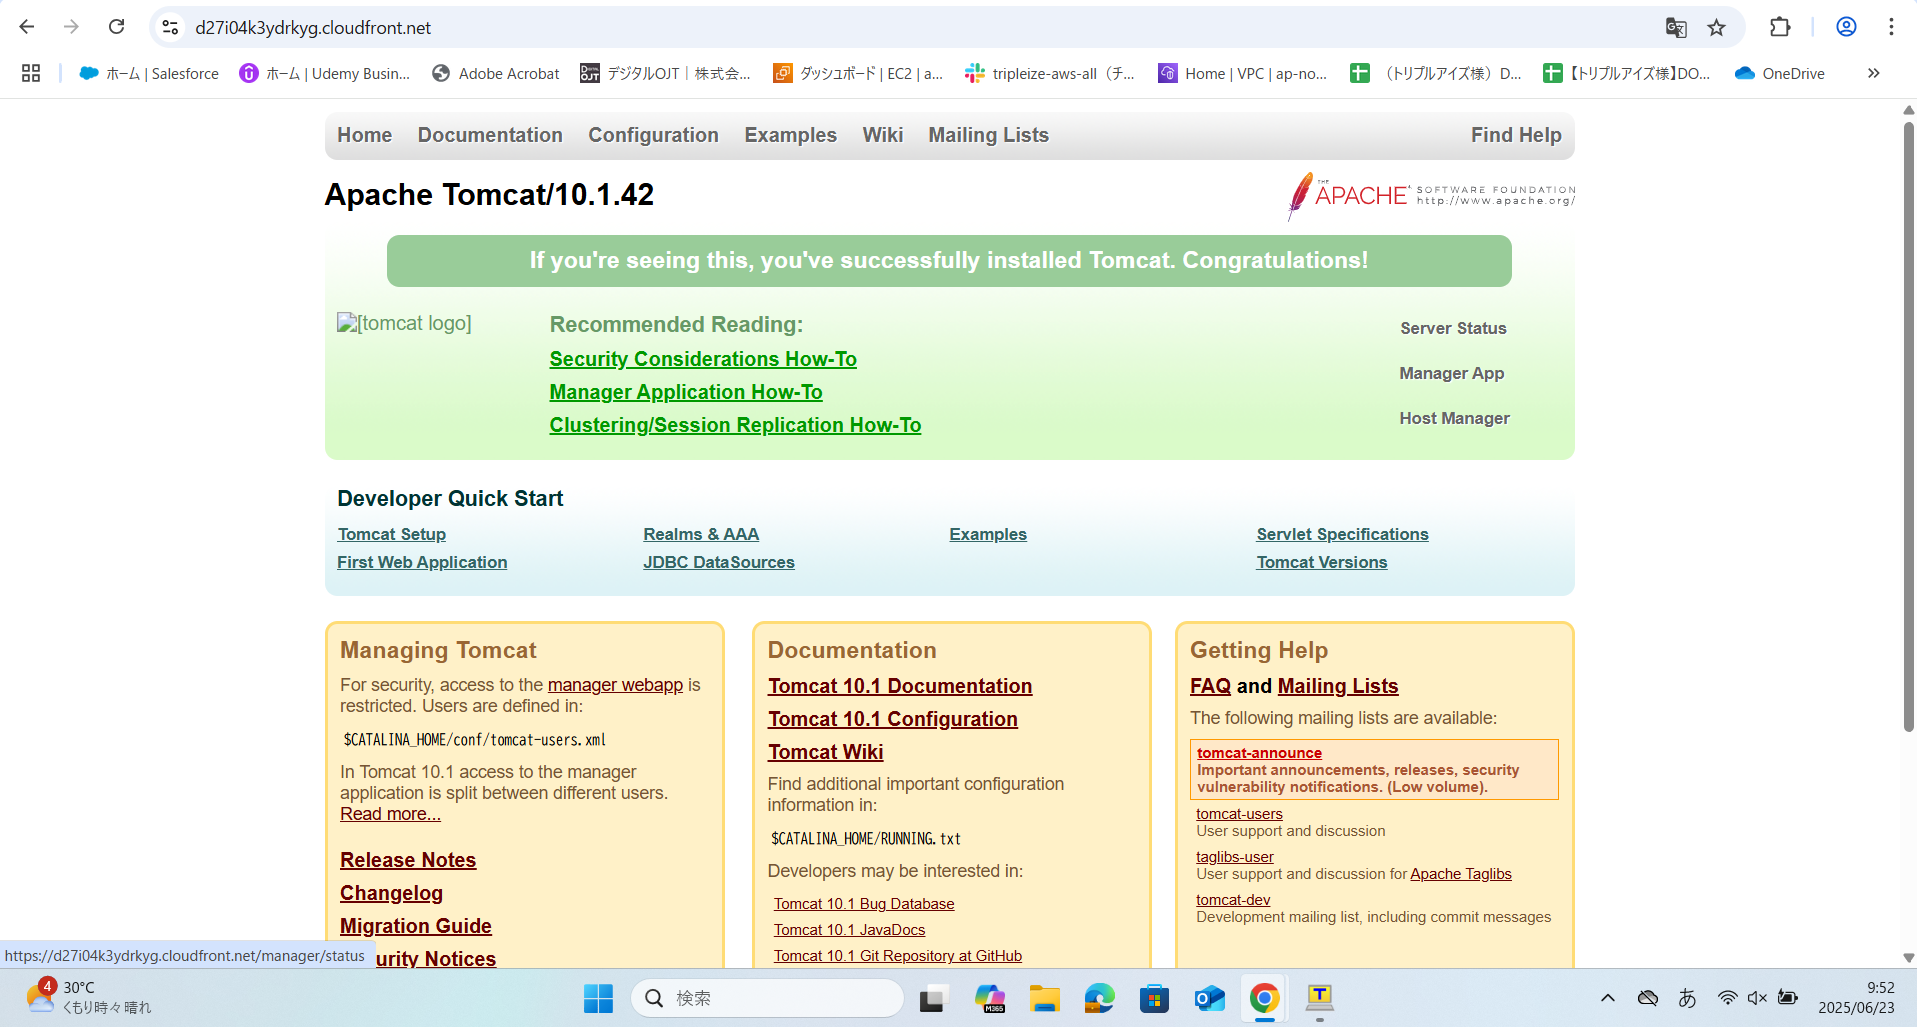 d27i04k3ydrkyg.cloudfront.net
ホーム | Salesforce
ホーム | Udemy Busin...
Adobe Acrobat
デジタルOJT｜株式会...
ダッシュボード | EC2 | a...
tripleize-aws-all（チ...
Home | VPC | ap-no...
（トリプルアイズ様）D...
【トリプルアイズ様】DO...
OneDrive
Home Documentation Configuration Examples Wiki Mailing Lists Find Help
Apache Tomcat/10.1.42
THE APACHE SOFTWARE FOUNDATION
http://www.apache.org/
If you're seeing this, you've successfully installed Tomcat. Congratulations!
[tomcat logo]
Recommended Reading:
Security Considerations How-To
Manager Application How-To
Clustering/Session Replication How-To
Server Status
Manager App
Host Manager
Developer Quick Start
Tomcat Setup
First Web Application
Realms & AAA
JDBC DataSources
Examples
Servlet Specifications
Tomcat Versions
Managing Tomcat
For security, access to the manager webapp is
restricted. Users are defined in:
$CATALINA_HOME/conf/tomcat-users.xml
In Tomcat 10.1 access to the manager
application is split between different users.
Read more...
Release Notes
Changelog
Migration Guide
urity Notices
Documentation
Tomcat 10.1 Documentation
Tomcat 10.1 Configuration
Tomcat Wiki
Find additional important configuration
information in:
$CATALINA_HOME/RUNNING.txt
Developers may be interested in:
Tomcat 10.1 Bug Database
Tomcat 10.1 JavaDocs
Tomcat 10.1 Git Repository at GitHub
Getting Help
FAQ and Mailing Lists
The following mailing lists are available:
tomcat-announce
Important announcements, releases, security
vulnerability notifications. (Low volume).
tomcat-users
User support and discussion
taglibs-user
User support and discussion for Apache Taglibs
tomcat-dev
Development mailing list, including commit messages
https://d27i04k3ydrkyg.cloudfront.net/manager/status
4
30°C
くもり時々晴れ
検索
M365
あ
9:52
2025/06/23